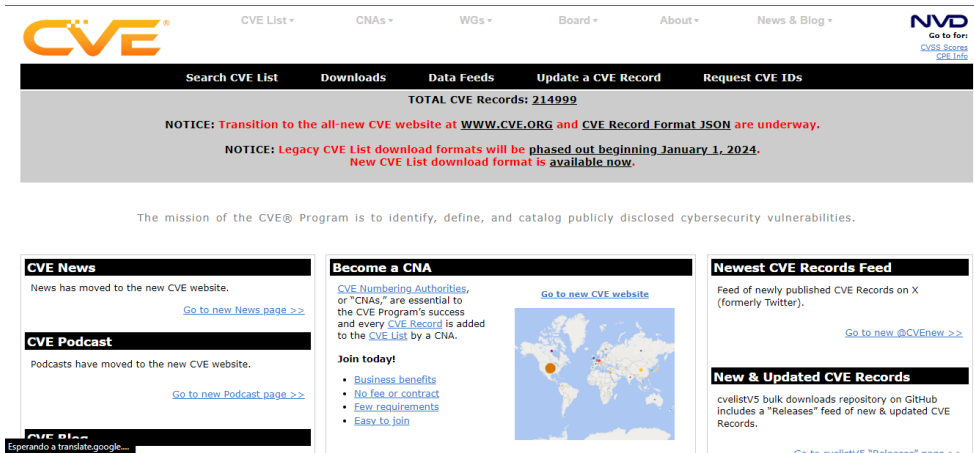 CVE®
CVE List CNAs WGs Board About News & Blog
NVD
Go to for:
CVSS Scores
CPE Info
Search CVE List Downloads Data Feeds Update a CVE Record Request CVE IDs
TOTAL CVE Records: 214999
NOTICE: Transition to the all-new CVE website at WWW.CVE.ORG and CVE Record Format JSON are underway.
NOTICE: Legacy CVE List download formats will be phased out beginning January 1, 2024.
New CVE List download format is available now.
The mission of the CVE® Program is to identify, define, and catalog publicly disclosed cybersecurity vulnerabilities.
CVE News
News has moved to the new CVE website.
Go to new News page >>
CVE Podcast
Podcasts have moved to the new CVE website.
Go to new Podcast page >>
CVE Blog
Become a CNA
CVE Numbering Authorities,
or “CNAs,” are essential to
the CVE Program’s success
and every CVE Record is added
to the CVE List by a CNA.
Join today!
Business benefits
No fee or contract
Few requirements
Easy to join
Go to new CVE website
Newest CVE Records Feed
Feed of newly published CVE Records on X
(formerly Twitter).
Go to new @CVEnew >>
New & Updated CVE Records
cvelistV5 bulk downloads repository on GitHub
includes a “Releases” feed of new & updated CVE
Records.
Go to cvelistV5 “Releases” page >>
Esperando a translate.google....